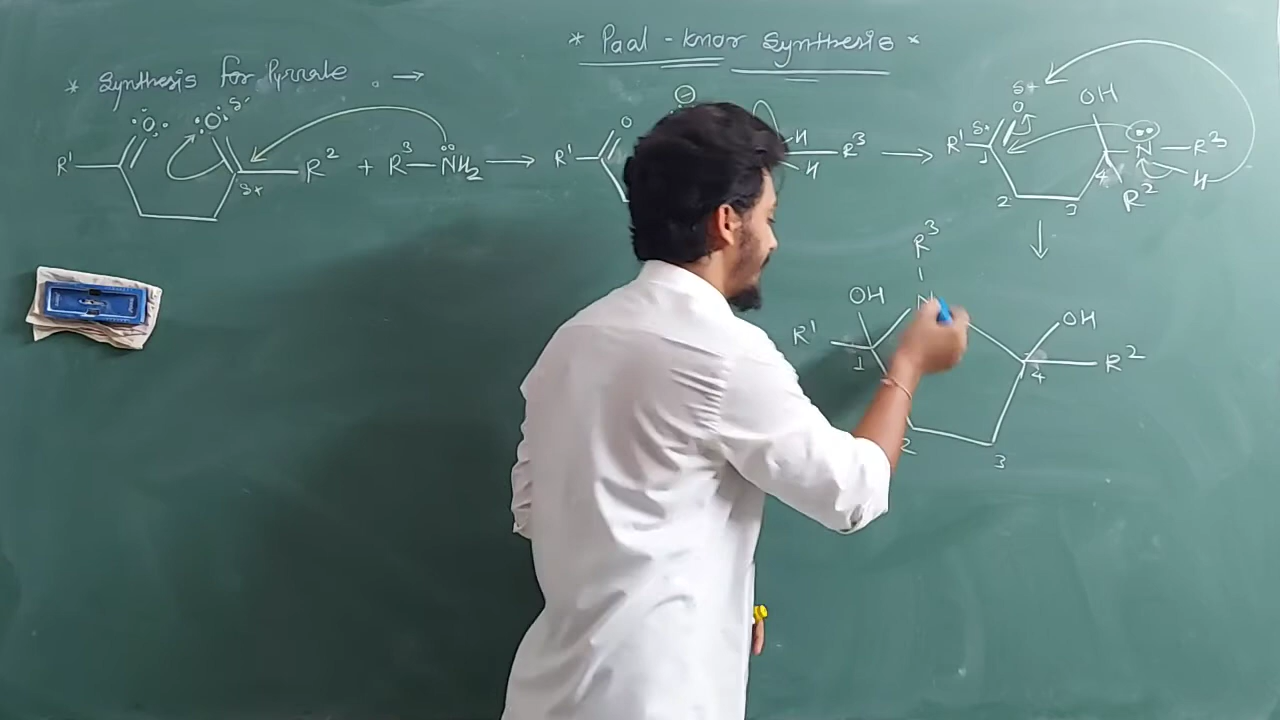 * Paal - knor Synthesis *
* Synthesis for Pyrrole . →
R¹ O O δ- δ+ R² + R³ — NH₂ →
R¹ O ⊖ H H R³ →
R¹ δ- O δ+ OH N R³ H R² 1 2 3 4
↓
R³
N
OH R¹ 1 2 3 4 OH R²